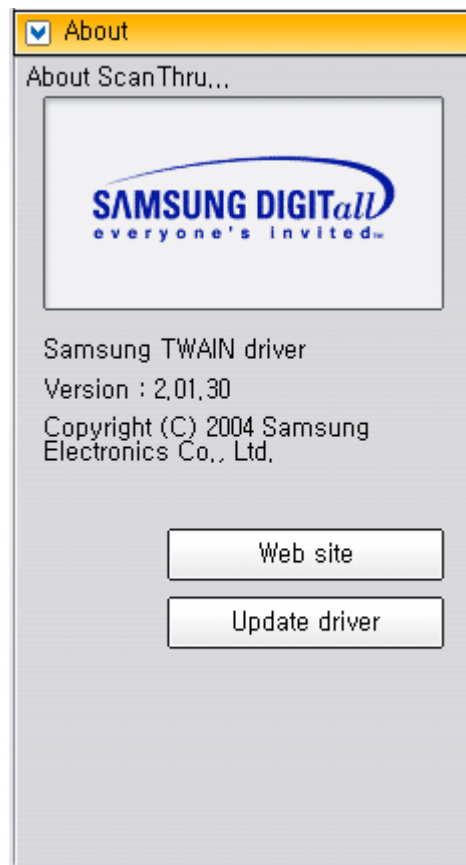 About
About ScanThru...
SAMSUNG DIGITall
everyone's invited™
Samsung TWAIN driver
Version : 2.01.30
Copyright (C) 2004 Samsung
Electronics Co., Ltd.
Web site
Update driver